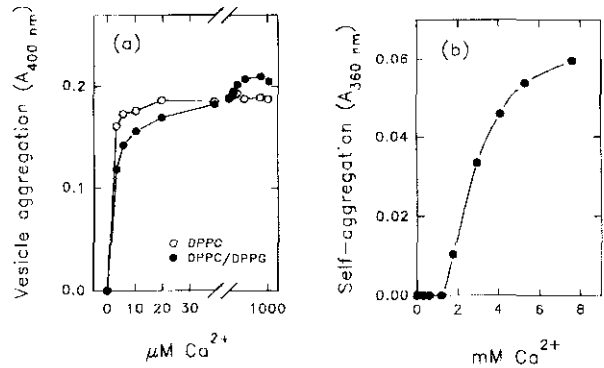 (a)
Vesicle aggregation (A400 nm)
0.2
0.1
0.0
○ DPPC
● DPPC/DPPG
0 10 20 1000
μM Ca2+
(b)
Self-aggregation (A360 nm)
0.06
0.04
0.02
0.00
0 2 4 6 8
mM Ca2+